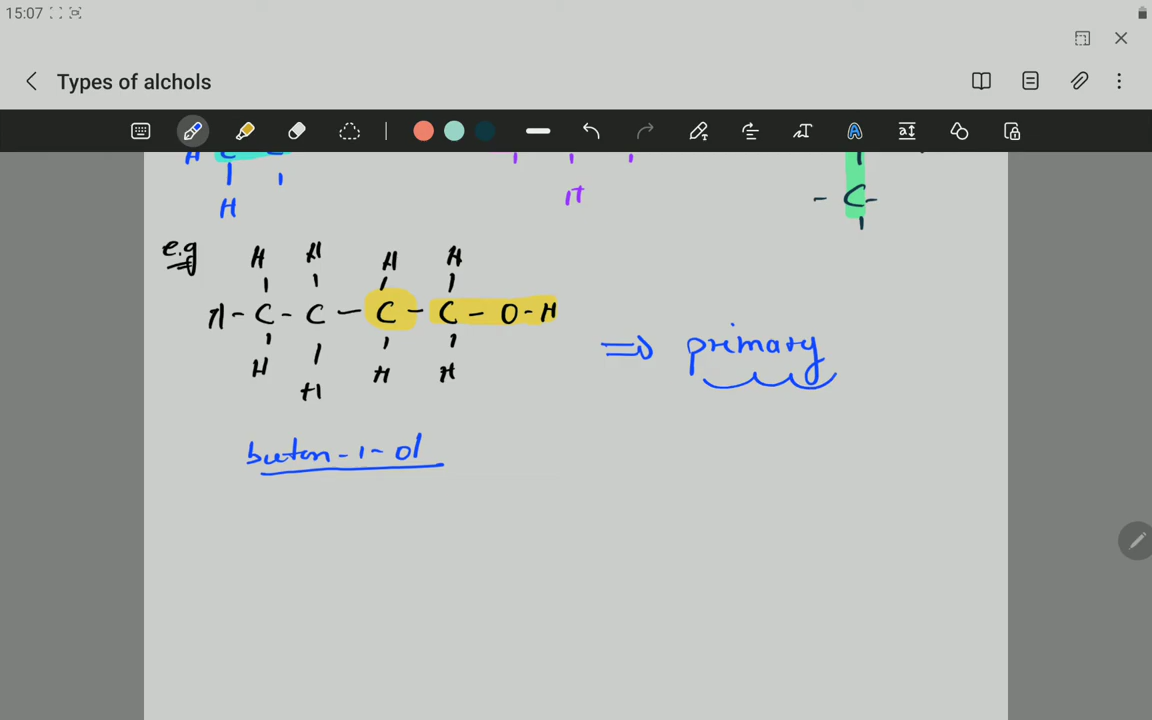 15:07
Types of alchols
A
H C C
H
H
- C -
e.g
H H H H
H - C - C - C - C - O - H
H H H H
⇒ primary
butan - 1 - ol